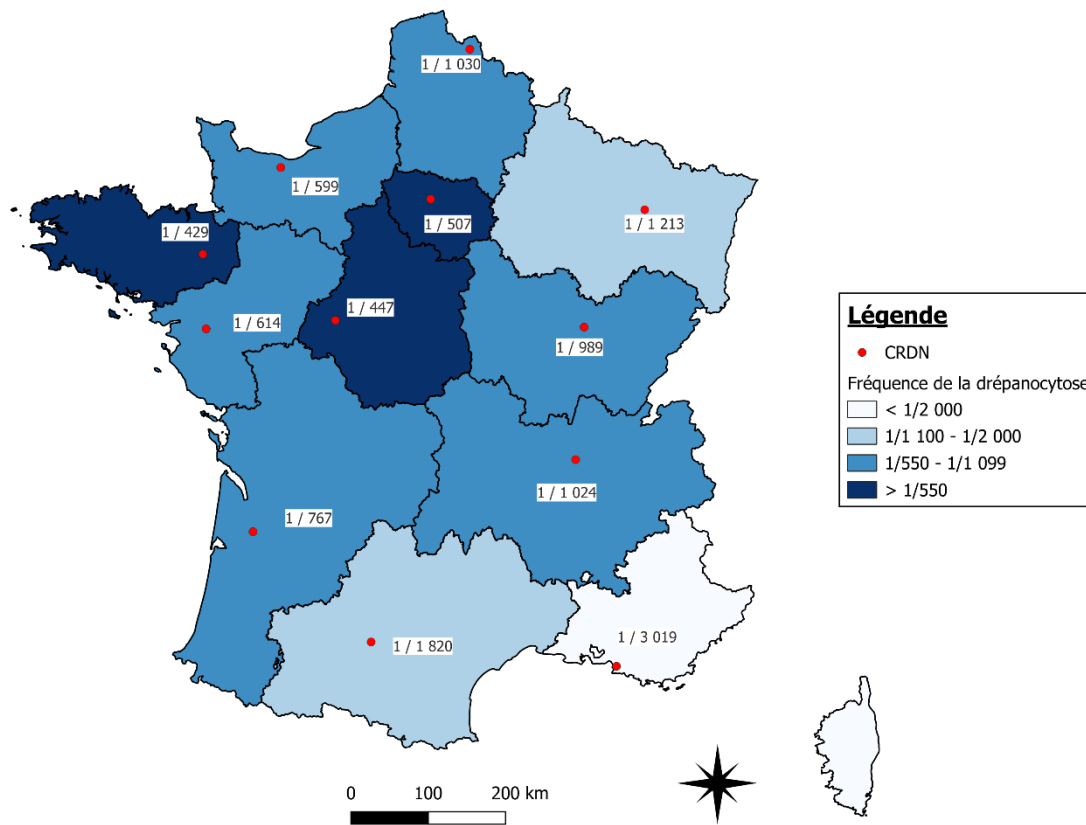 1 / 1 030
1 / 599
1 / 507
1 / 1 213
1 / 429
1 / 614
1 / 447
1 / 989
1 / 1 024
1 / 767
1 / 1 820
1 / 3 019
Légende
CRDN
Fréquence de la drépanocytose
< 1/2 000
1/1 100 - 1/2 000
1/550 - 1/1 099
> 1/550
0 100 200 km